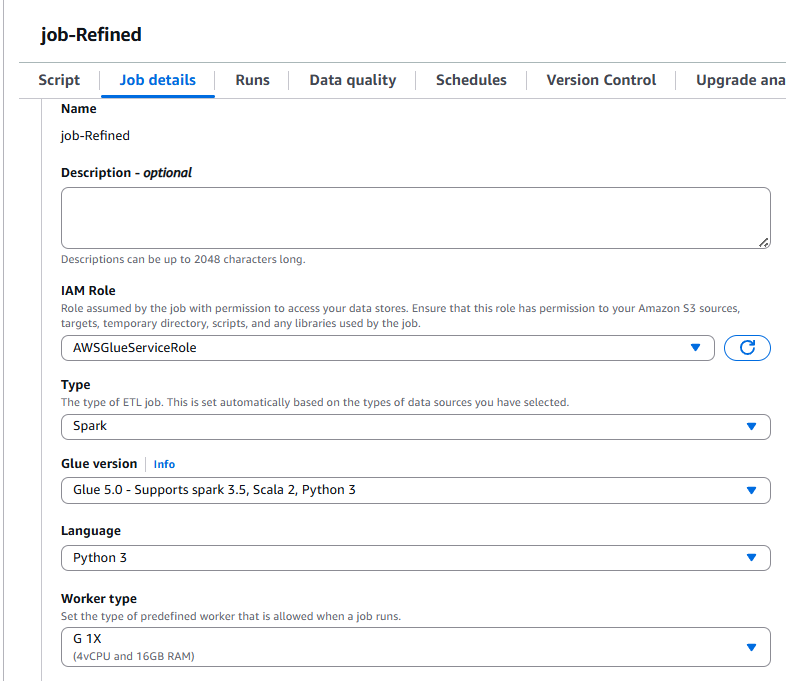 job-Refined
Script Job details Runs Data quality Schedules Version Control Upgrade ana
Name
job-Refined
Description - optional
Descriptions can be up to 2048 characters long.
IAM Role
Role assumed by the job with permission to access your data stores. Ensure that this role has permission to your Amazon S3 sources,
targets, temporary directory, scripts, and any libraries used by the job.
AWSGlueServiceRole
Type
The type of ETL job. This is set automatically based on the types of data sources you have selected.
Spark
Glue version Info
Glue 5.0 - Supports spark 3.5, Scala 2, Python 3
Language
Python 3
Worker type
Set the type of predefined worker that is allowed when a job runs.
G 1X
(4vCPU and 16GB RAM)